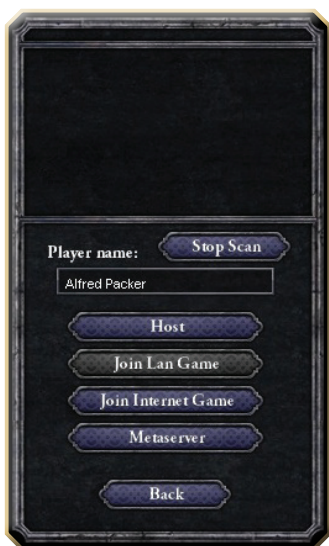 Stop Scan
Player name:
Alfred Packer
Host
Join Lan Game
Join Internet Game
Metaserver
Back